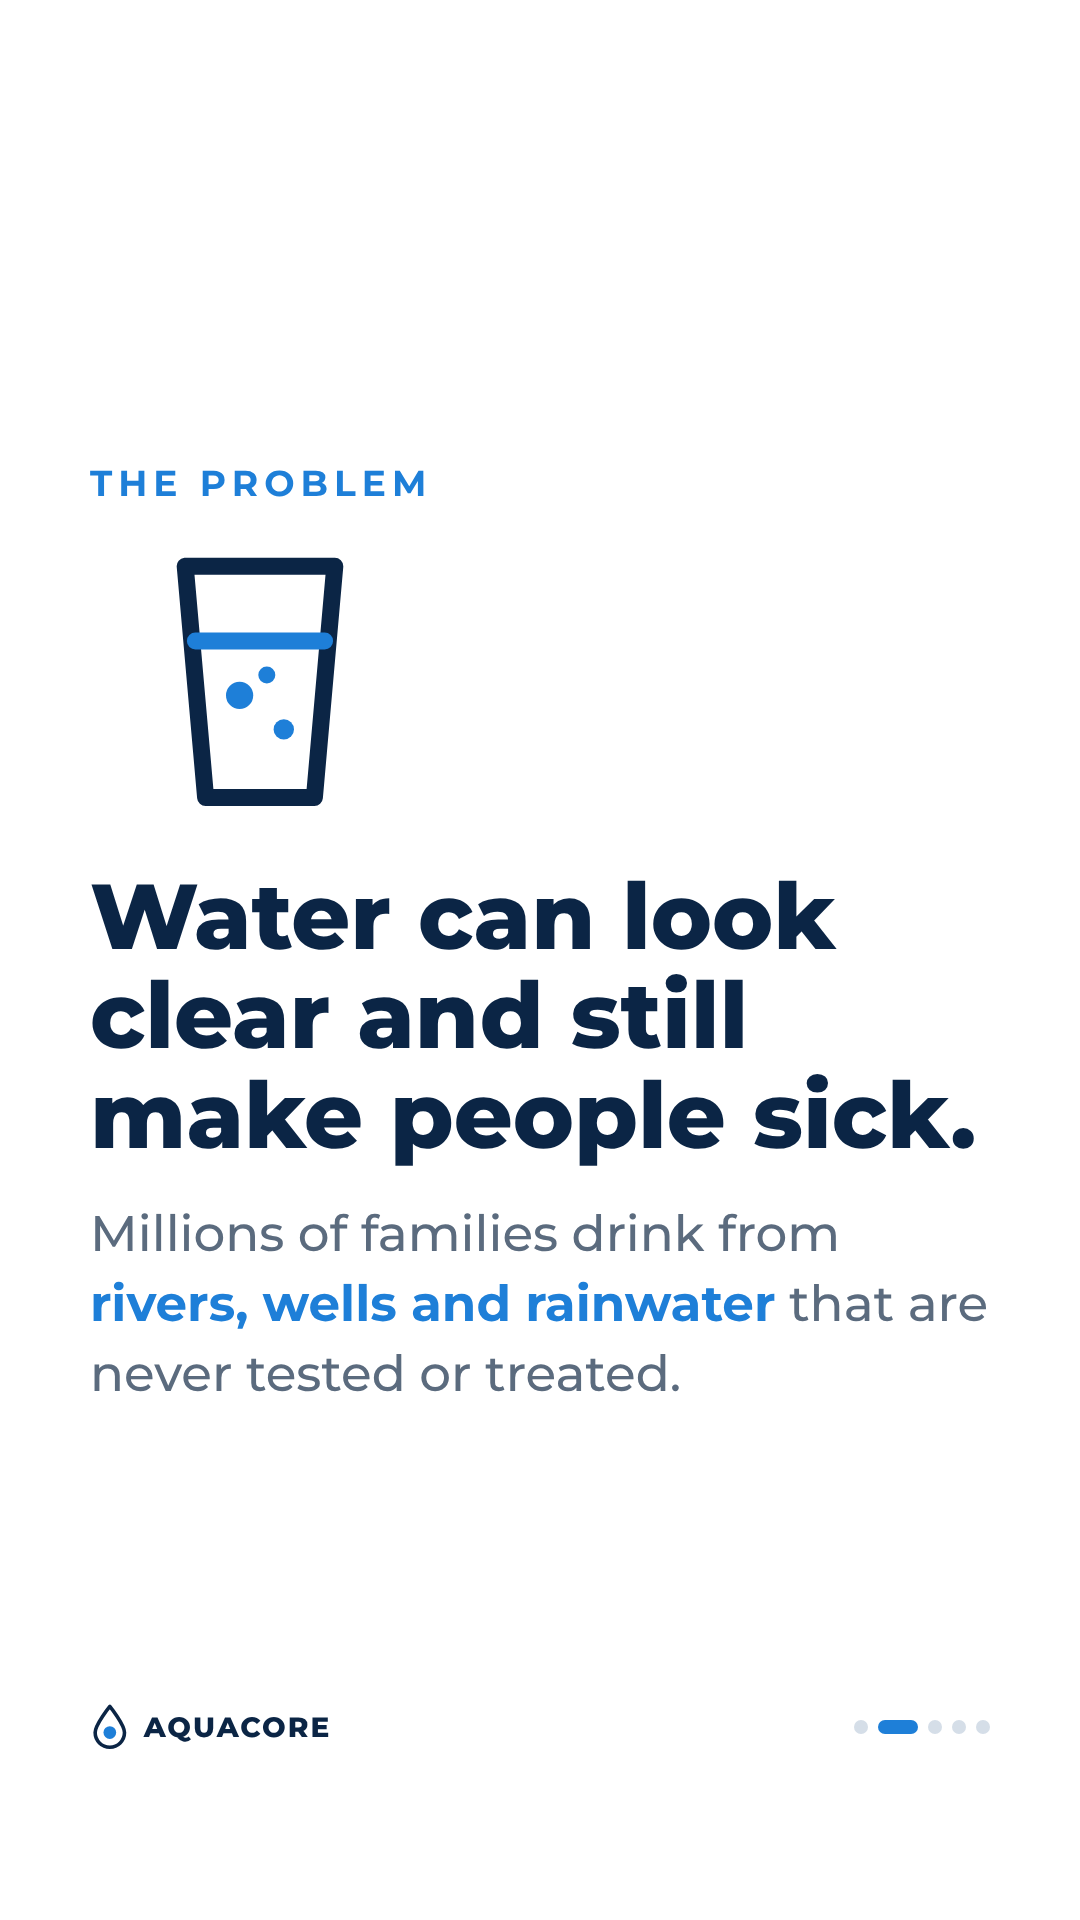 THE PROBLEM
Water can look
clear and still
make people sick.
Millions of families drink from
rivers, wells and rainwater that are
never tested or treated.
AQUACORE